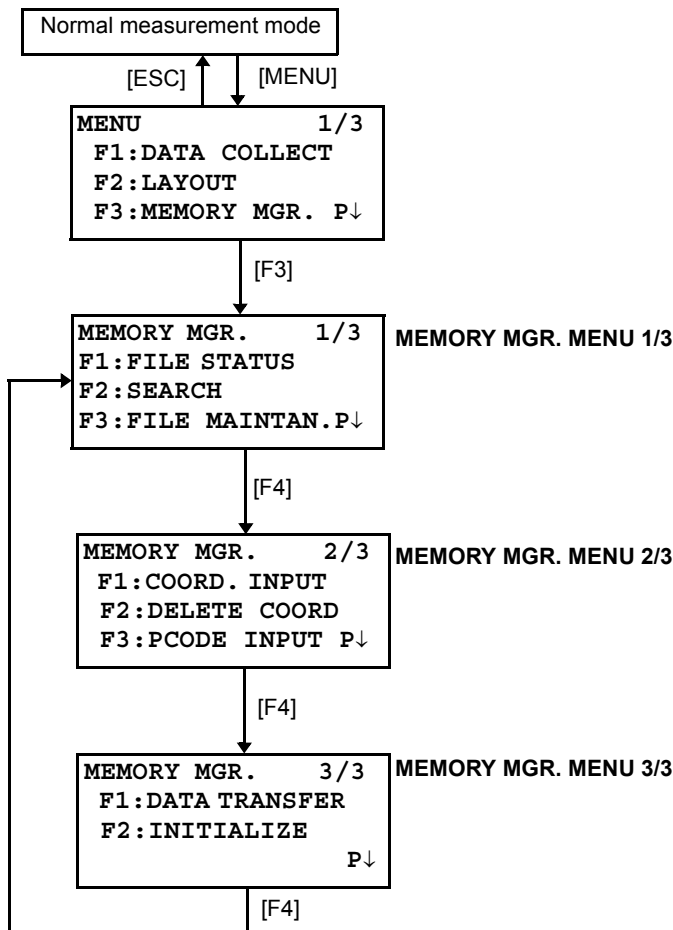 Normal measurement mode
[ESC] [MENU]
MENU 1/3
F1:DATA COLLECT
F2:LAYOUT
F3:MEMORY MGR. P↓
[F3]
MEMORY MGR. 1/3 MEMORY MGR. MENU 1/3
F1:FILE STATUS
F2:SEARCH
F3:FILE MAINTAN.P↓
[F4]
MEMORY MGR. 2/3 MEMORY MGR. MENU 2/3
F1:COORD. INPUT
F2:DELETE COORD
F3:PCODE INPUT P↓
[F4]
MEMORY MGR. 3/3 MEMORY MGR. MENU 3/3
F1:DATA TRANSFER
F2:INITIALIZE
P↓
[F4]